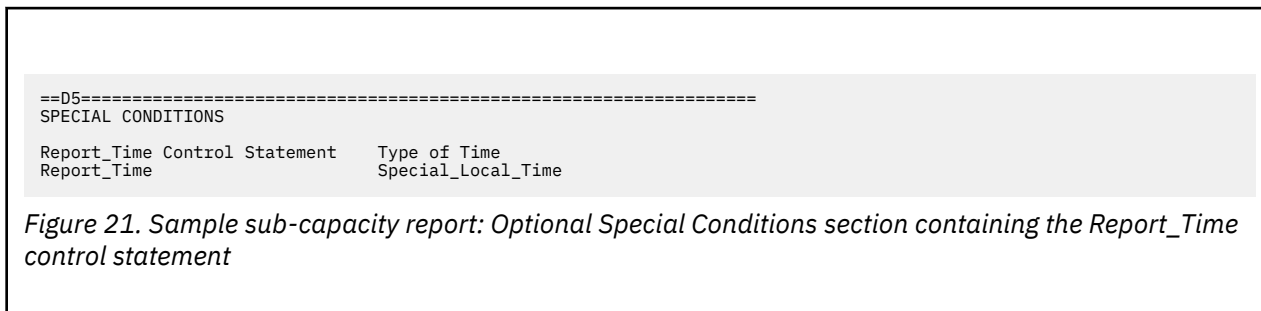 ==D5==================================================================
SPECIAL CONDITIONS
Report_Time Control Statement    Type of Time
Report_Time                      Special_Local_Time
Figure 21. Sample sub-capacity report: Optional Special Conditions section containing the Report_Time
control statement